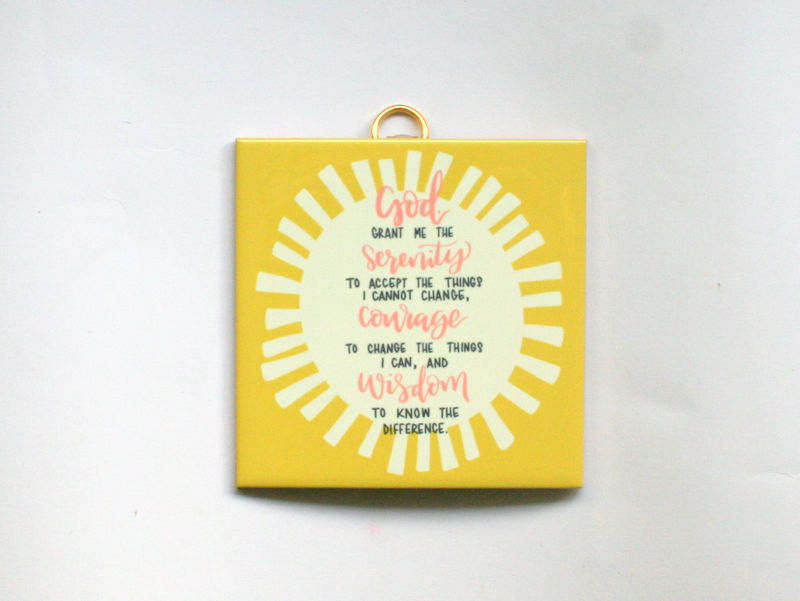 God,
GRANT ME THE
serenity
TO ACCEPT THE THINGS
I CANNOT CHANGE,
courage
TO CHANGE THE THINGS
I CAN, AND
wisdom
TO KNOW THE
DIFFERENCE.